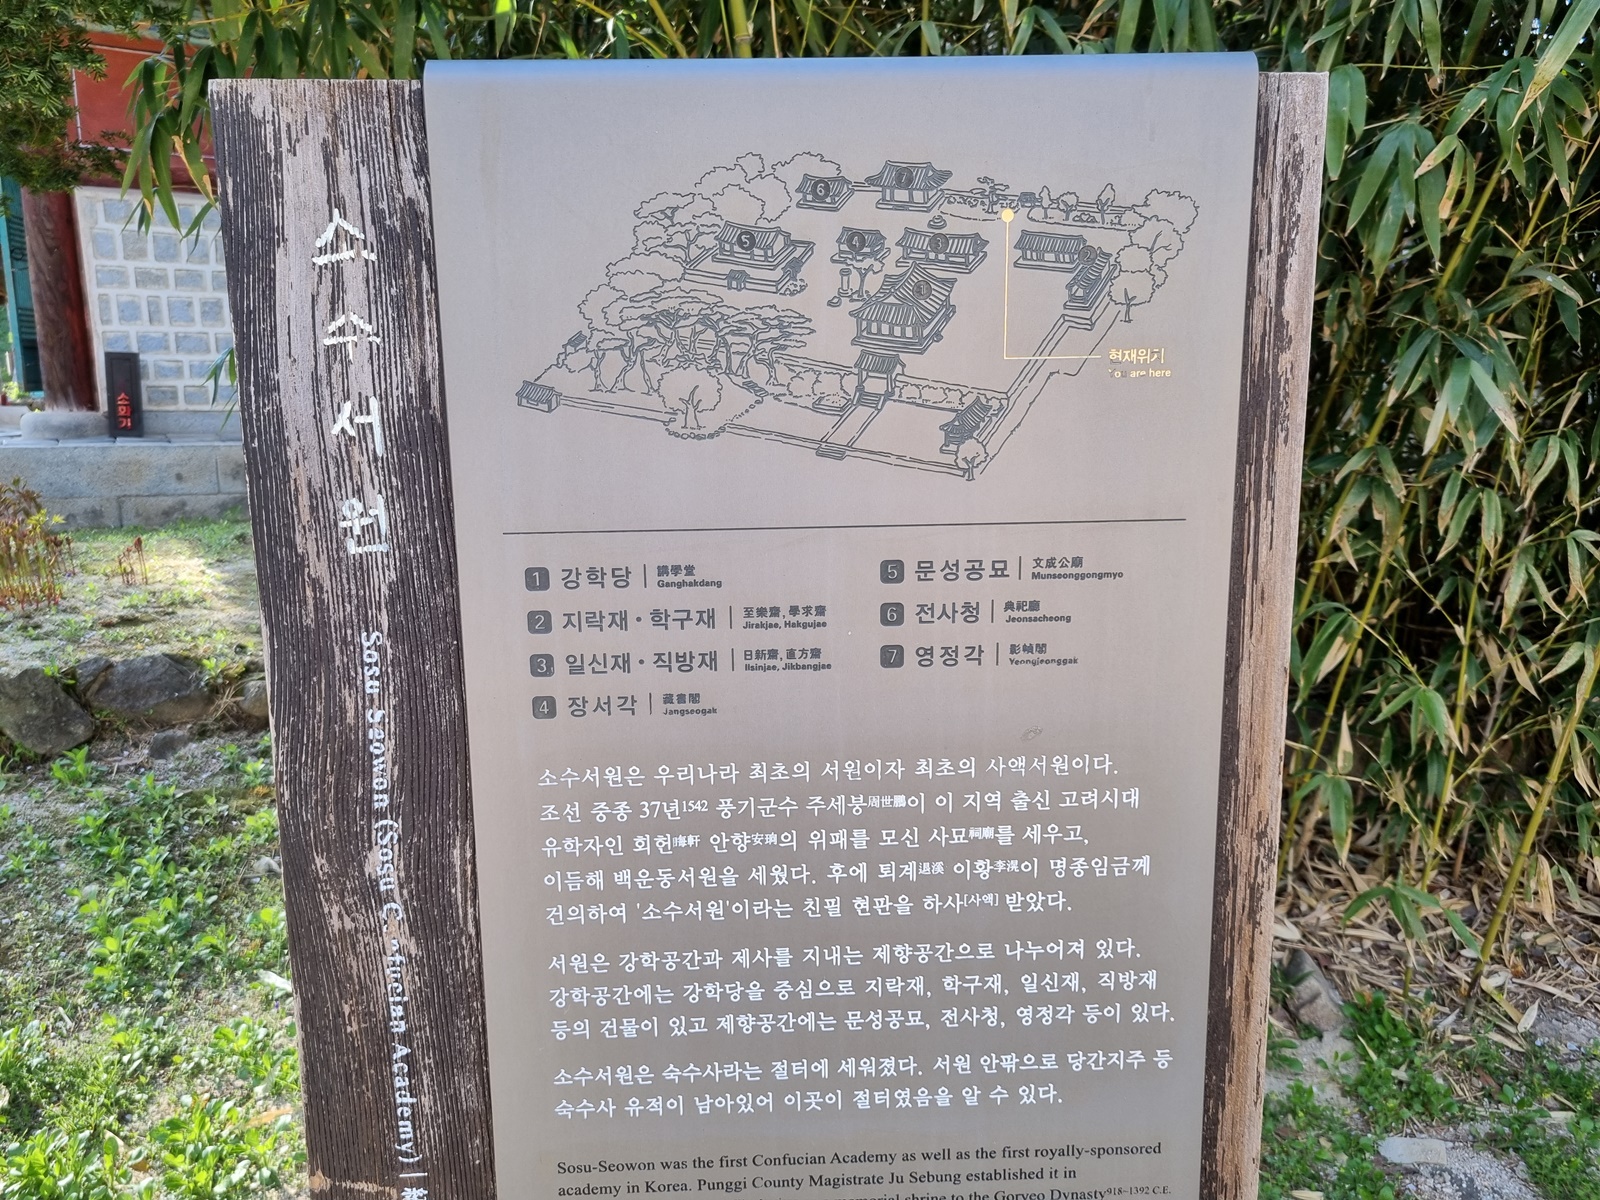 소수서원
Sosu Seowon (Sosu Confucian Academy) |
소화기
현재위치
You are here
1 강학당 | 講學堂
Ganghakdang
2 지락재 · 학구재 | 至樂齋, 學求齋
Jirakjae, Hakgujae
3 일신재 · 직방재 | 日新齋, 直方齋
Ilsinjae, Jikbangjae
4 장서각 | 藏書閣
Jangseogak
5 문성공묘 | 文成公廟
Munseonggongmyo
6 전사청 | 典祀廳
Jeonsacheong
7 영정각 | 影幀閣
Yeongjeonggak
소수서원은 우리나라 최초의 서원이자 최초의 사액서원이다.
조선 중종 37년1542 풍기군수 주세붕周世鵬이 이 지역 출신 고려시대
유학자인 회헌晦軒 안향安珦의 위패를 모신 사묘祠廟를 세우고,
이듬해 백운동서원을 세웠다. 후에 퇴계退溪 이황李滉이 명종임금께
건의하여 '소수서원'이라는 친필 현판을 하사[사액] 받았다.
서원은 강학공간과 제사를 지내는 제향공간으로 나누어져 있다.
강학공간에는 강학당을 중심으로 지락재, 학구재, 일신재, 직방재
등의 건물이 있고 제향공간에는 문성공묘, 전사청, 영정각 등이 있다.
소수서원은 숙수사라는 절터에 세워졌다. 서원 안팎으로 당간지주 등
숙수사 유적이 남아있어 이곳이 절터였음을 알 수 있다.
Sosu-Seowon was the first Confucian Academy as well as the first royally-sponsored
academy in Korea. Punggi County Magistrate Ju Sebung established it in
memorial shrine to the Goryeo Dynasty918~1392 C.E.